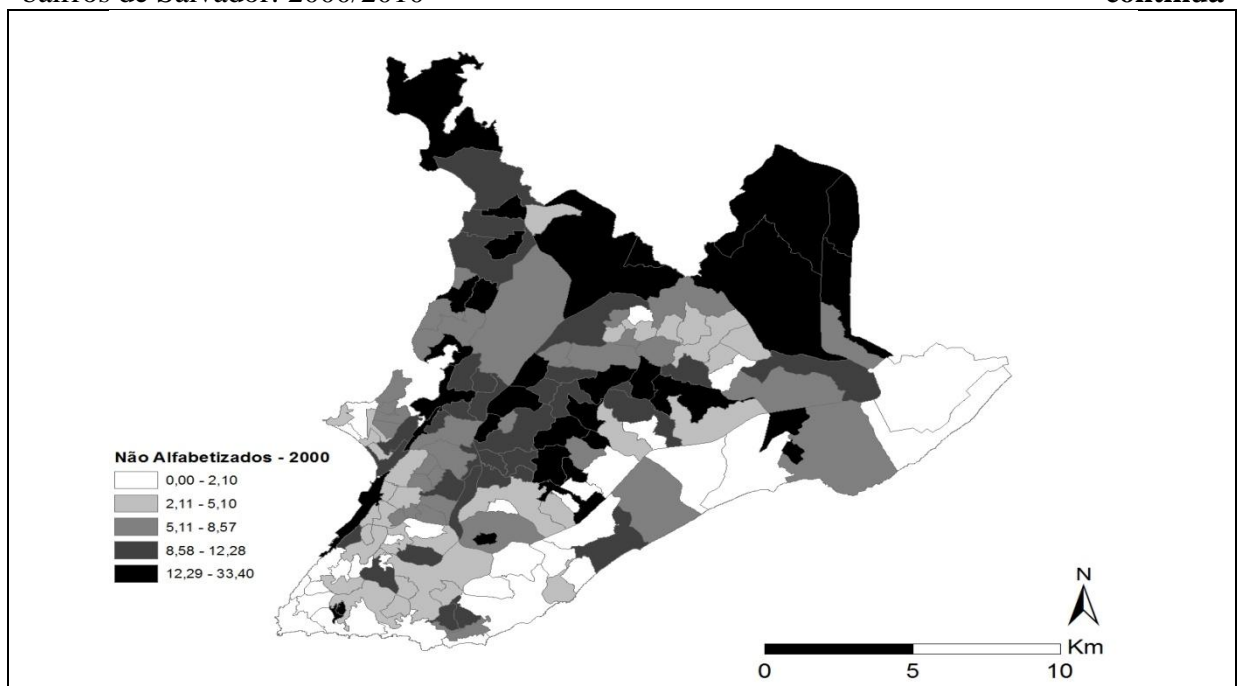 bairros de Salvador: 2000/2010 continua
Não Alfabetizados - 2000
0,00 - 2,10
2,11 - 5,10
5,11 - 8,57
8,58 - 12,28
12,29 - 33,40
N
Km
0 5 10